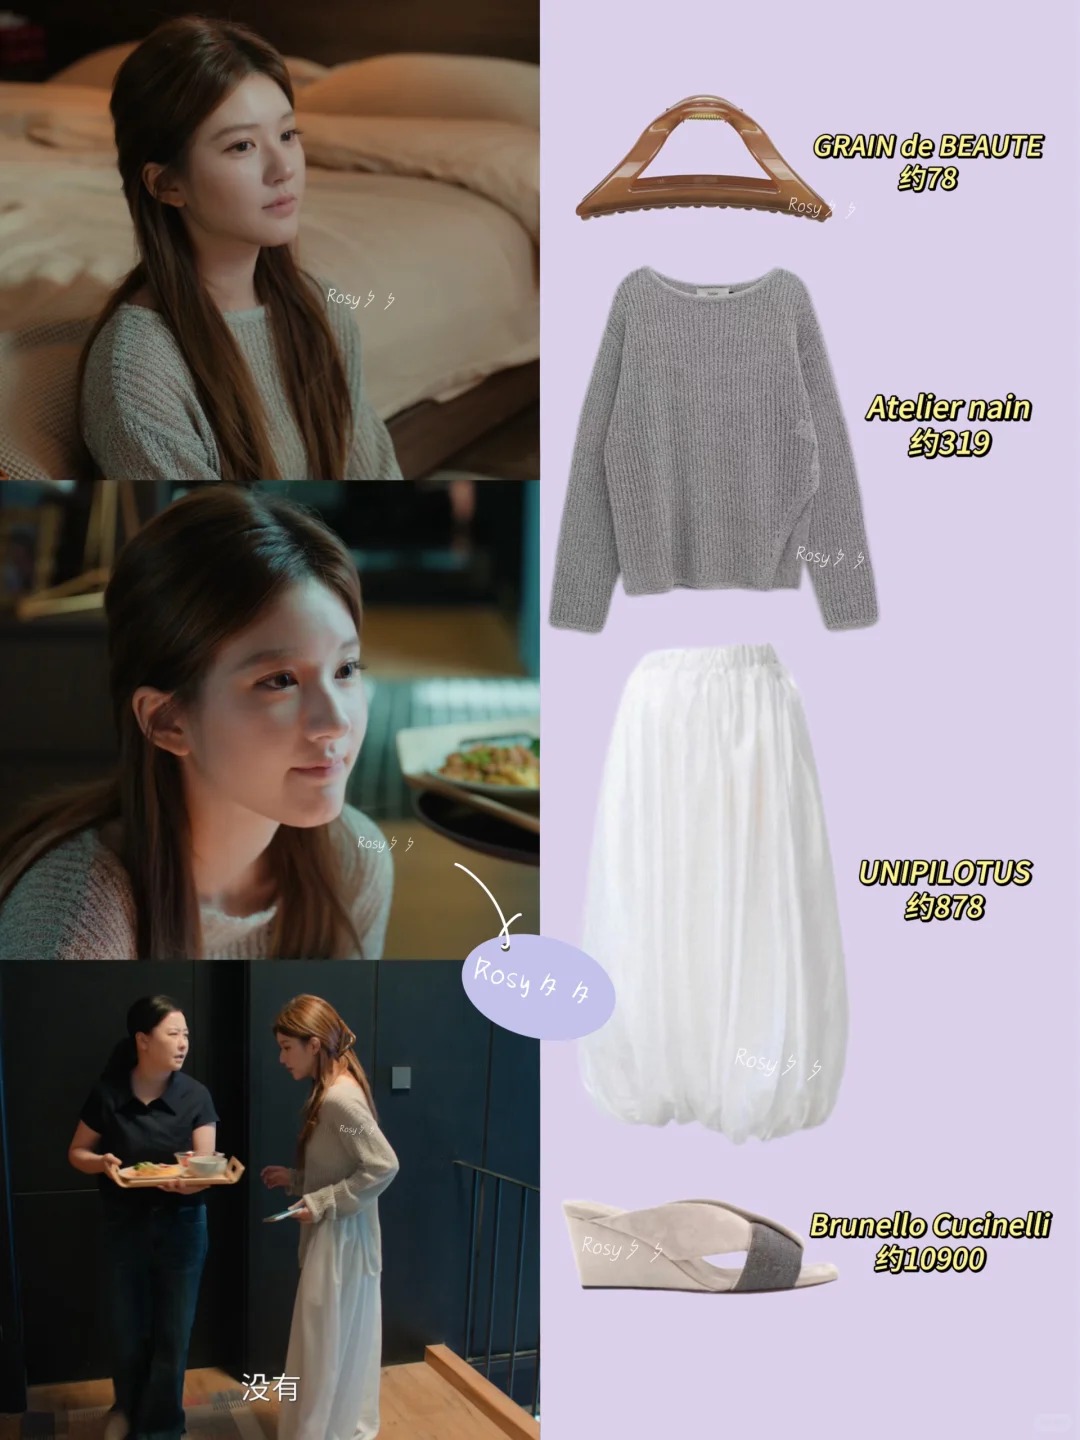 GRAIN de BEAUTE
约78
Rosy夕 夕
Rosy夕 夕
Atelier nain
约319
Rosy夕 夕
Rosy夕 夕
UNIPILOTUS
约878
Rosy夕 夕
Rosy夕 夕
Rosy夕
Brunello Cucinelli
约10900
Rosy夕 夕
没有